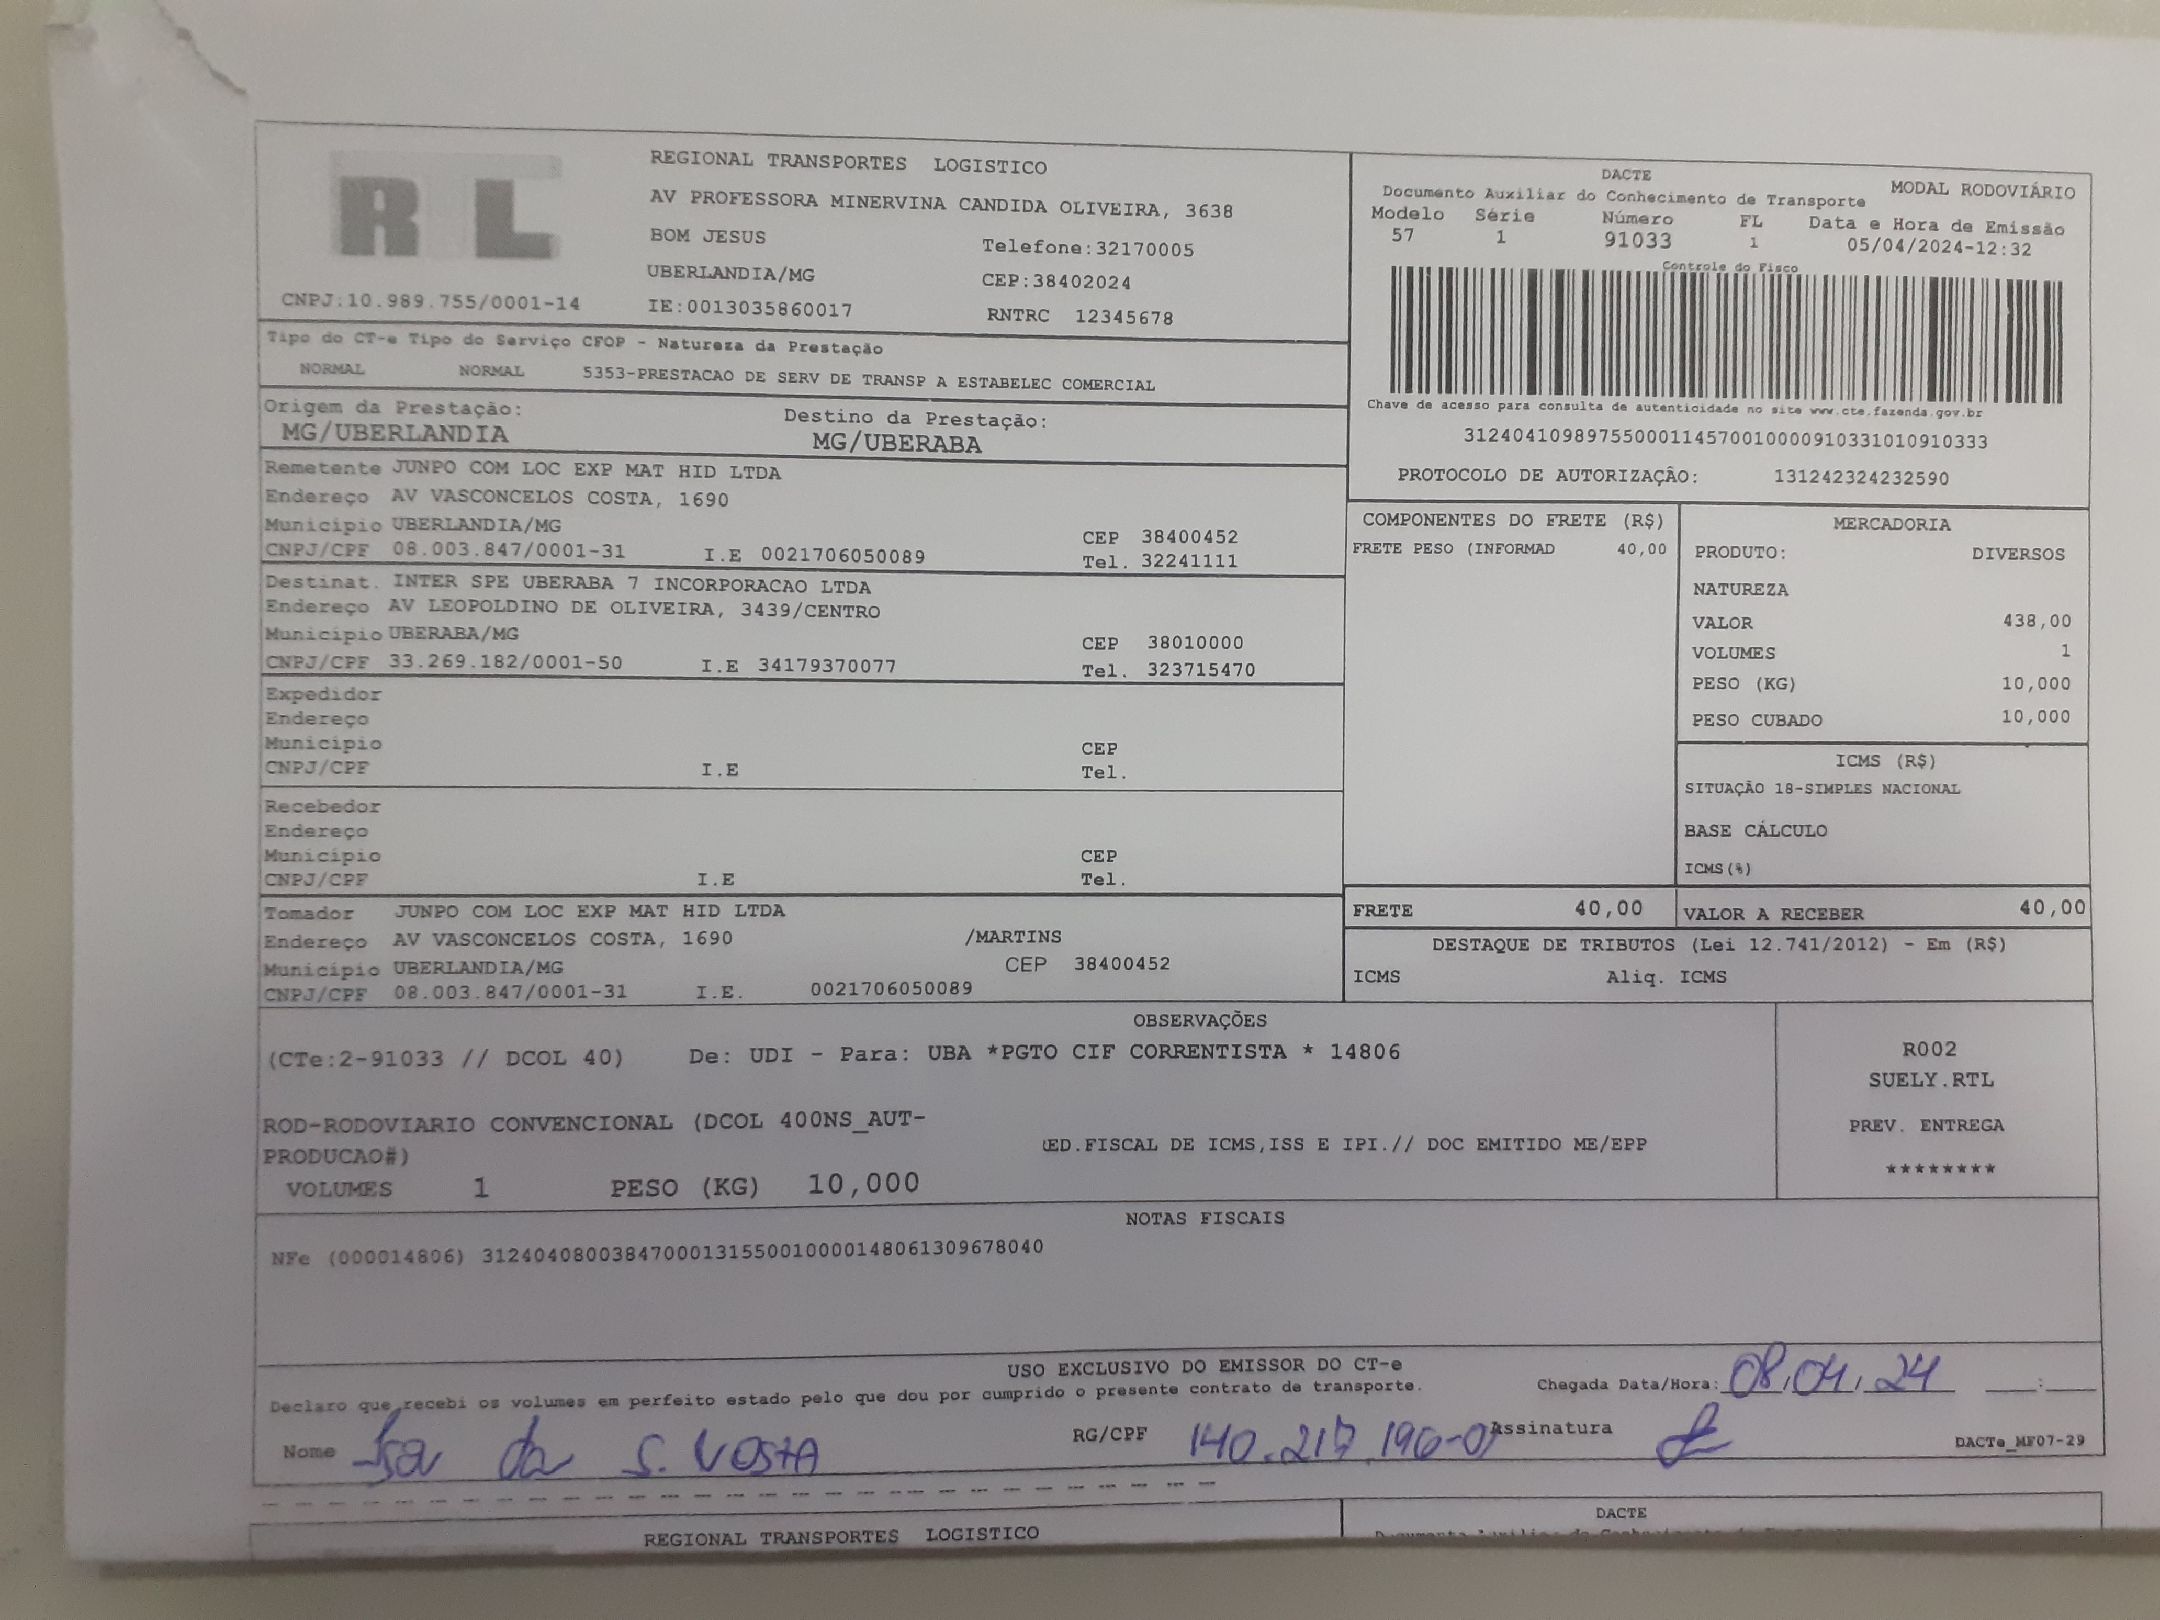 RTL
REGIONAL TRANSPORTES LOGISTICO
AV PROFESSORA MINERVINA CANDIDA OLIVEIRA, 3638
BOM JESUS Telefone:32170005
UBERLANDIA/MG CEP:38402024
CNPJ:10.989.755/0001-14 IE:0013035860017 RNTRC 12345678
DACTE
Documento Auxiliar do Conhecimento de Transporte MODAL RODOVIÁRIO
Modelo Série Número FL Data e Hora de Emissão
57 1 91033 1 05/04/2024-12:32
Controle do Fisco
Chave de acesso para consulta de autenticidade no site www.cte.fazenda.gov.br
31240410989755000114570010000910331010910333
PROTOCOLO DE AUTORIZAÇÃO: 131242324232590
Tipo do CT-e Tipo do Serviço CFOP - Natureza da Prestação
NORMAL NORMAL 5353-PRESTACAO DE SERV DE TRANSP A ESTABELEC COMERCIAL
Origem da Prestação: Destino da Prestação:
MG/UBERLANDIA MG/UBERABA
Remetente JUNPO COM LOC EXP MAT HID LTDA
Endereço AV VASCONCELOS COSTA, 1690
Município UBERLANDIA/MG CEP 38400452
CNPJ/CPF 08.003.847/0001-31 I.E 0021706050089 Tel. 32241111
Destinat. INTER SPE UBERABA 7 INCORPORACAO LTDA
Endereço AV LEOPOLDINO DE OLIVEIRA, 3439/CENTRO
Município UBERABA/MG CEP 38010000
CNPJ/CPF 33.269.182/0001-50 I.E 34179370077 Tel. 323715470
Expedidor
Endereço
Município CEP
CNPJ/CPF I.E Tel.
Recebedor
Endereço
Município CEP
CNPJ/CPF I.E Tel.
Tomador JUNPO COM LOC EXP MAT HID LTDA
Endereço AV VASCONCELOS COSTA, 1690 /MARTINS
Município UBERLANDIA/MG CEP 38400452
CNPJ/CPF 08.003.847/0001-31 I.E. 0021706050089
COMPONENTES DO FRETE (R$)
FRETE PESO (INFORMAD 40,00
MERCADORIA
PRODUTO: DIVERSOS
NATUREZA
VALOR 438,00
VOLUMES 1
PESO (KG) 10,000
PESO CUBADO 10,000
ICMS (R$)
SITUAÇÃO 18-SIMPLES NACIONAL
BASE CÁLCULO
ICMS(%)
FRETE 40,00 VALOR A RECEBER 40,00
DESTAQUE DE TRIBUTOS (Lei 12.741/2012) - Em (R$)
ICMS Aliq. ICMS
OBSERVAÇÕES
(CTe:2-91033 // DCOL 40) De: UDI - Para: UBA *PGTO CIF CORRENTISTA * 14806
ROD-RODOVIARIO CONVENCIONAL (DCOL 400NS_AUT-
PRODUCAO#) ED.FISCAL DE ICMS,ISS E IPI.// DOC EMITIDO ME/EPP
VOLUMES 1 PESO (KG) 10,000
R002
SUELY.RTL
PREV. ENTREGA
********
NOTAS FISCAIS
NFe (000014806) 31240408003847000131550010000148061309678040
USO EXCLUSIVO DO EMISSOR DO CT-e
Declaro que recebi os volumes em perfeito estado pelo que dou por cumprido o presente contrato de transporte. Chegada Data/Hora: 08,04,24 __:__
Nome da S. COSTA RG/CPF Assinatura DACTe_MF07-29
REGIONAL TRANSPORTES LOGISTICO
DACTE